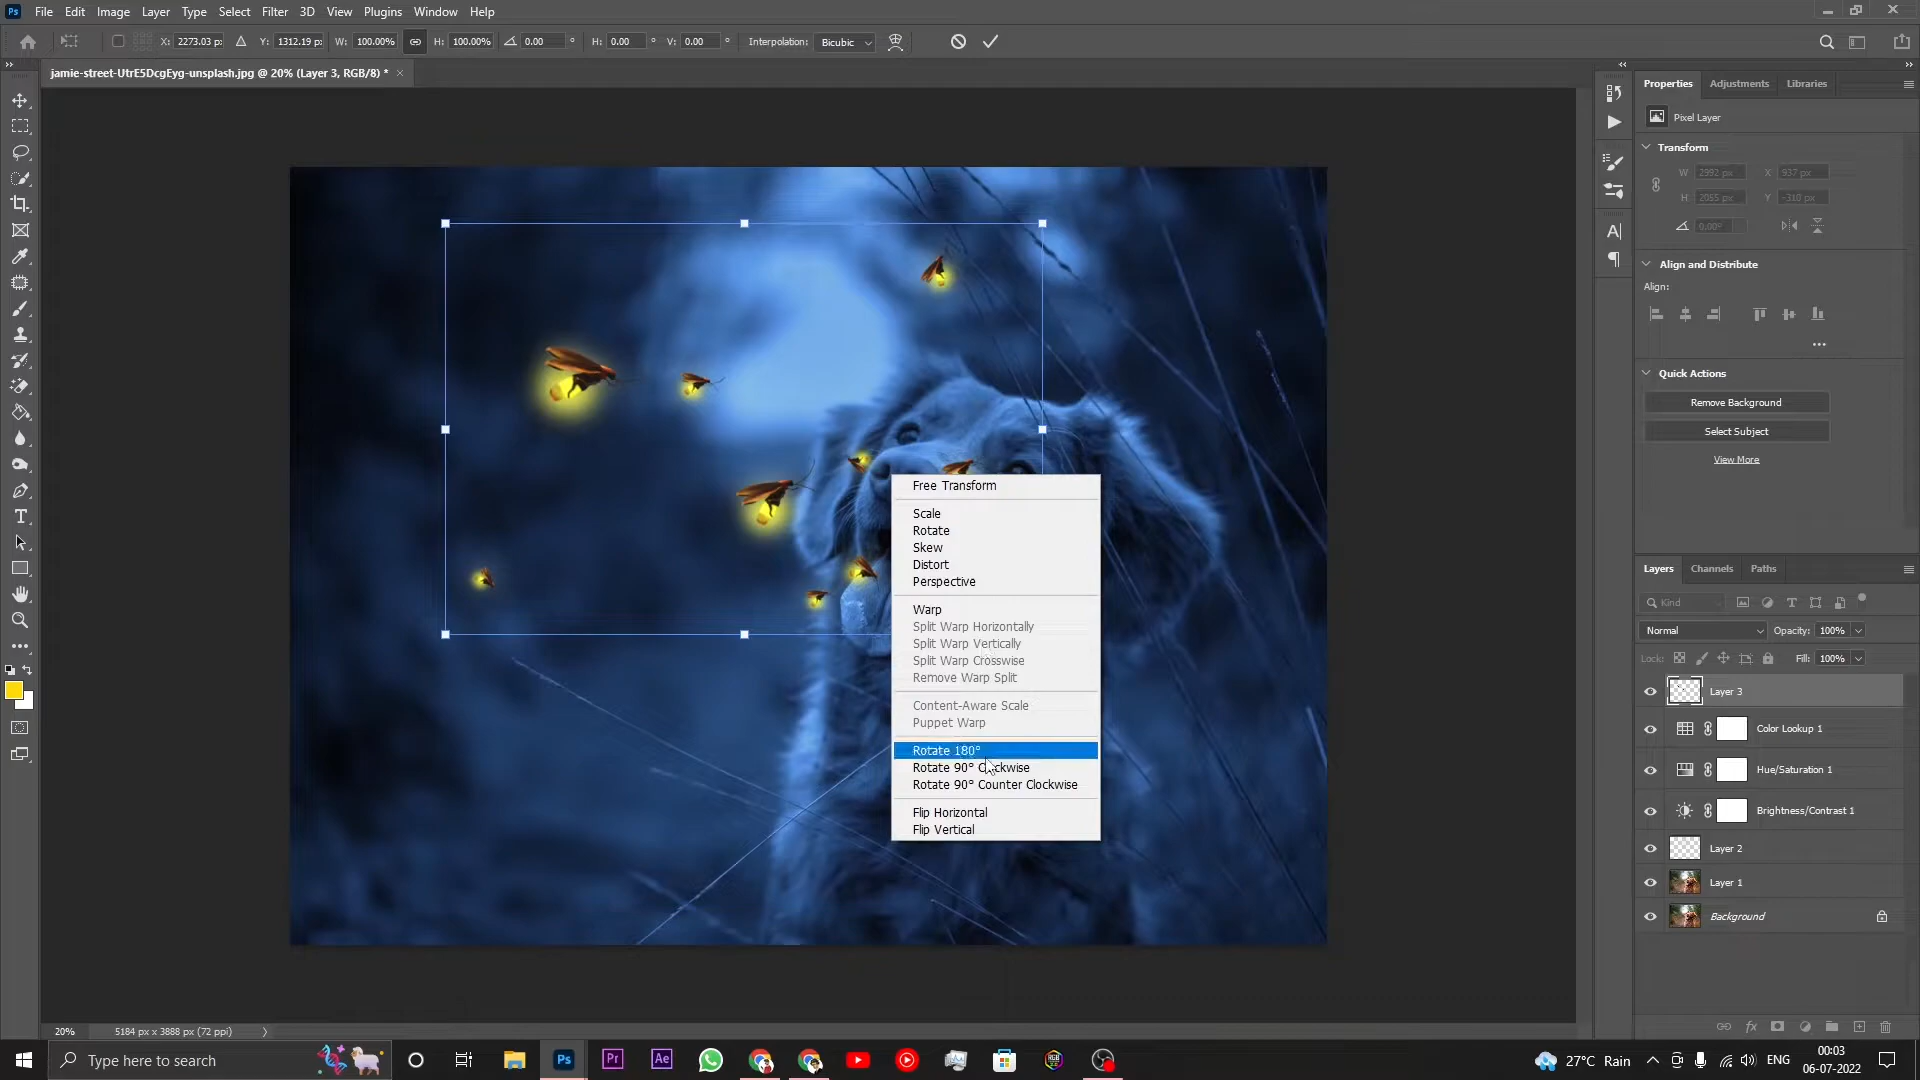 Ps File Edit Image Layer Type Select Filter 3D View Plugins Window Help
X: 2273.03 p: Y: 1312.19 p: W: 100.00% H: 100.00% 0.00 ° H: 0.00 ° V: 0.00 ° Interpolation: Bicubic
jamie-street-UtrE5DcgEyg-unsplash.jpg @ 20% (Layer 3, RGB/8) * ×
Properties Adjustments Libraries
Pixel Layer
Transform
W 2992 px X 937 px
H 2055 px Y -310 px
0.00°
Align and Distribute
Align:
Quick Actions
Remove Background
Select Subject
View More
Free Transform
Scale
Rotate
Skew
Distort
Perspective
Warp
Split Warp Horizontally
Split Warp Vertically
Split Warp Crosswise
Remove Warp Split
Content-Aware Scale
Puppet Warp
Rotate 180°
Rotate 90° Clockwise
Rotate 90° Counter Clockwise
Flip Horizontal
Flip Vertical
Layers Channels Paths
Kind
Normal Opacity: 100%
Lock: Fill: 100%
Layer 3
Color Lookup 1
Hue/Saturation 1
Brightness/Contrast 1
Layer 2
Layer 1
Background
20% 5184 px x 3888 px (72 ppi)
Type here to search
Ps Pr Ae
27°C Rain ENG
00:03
06-07-2022